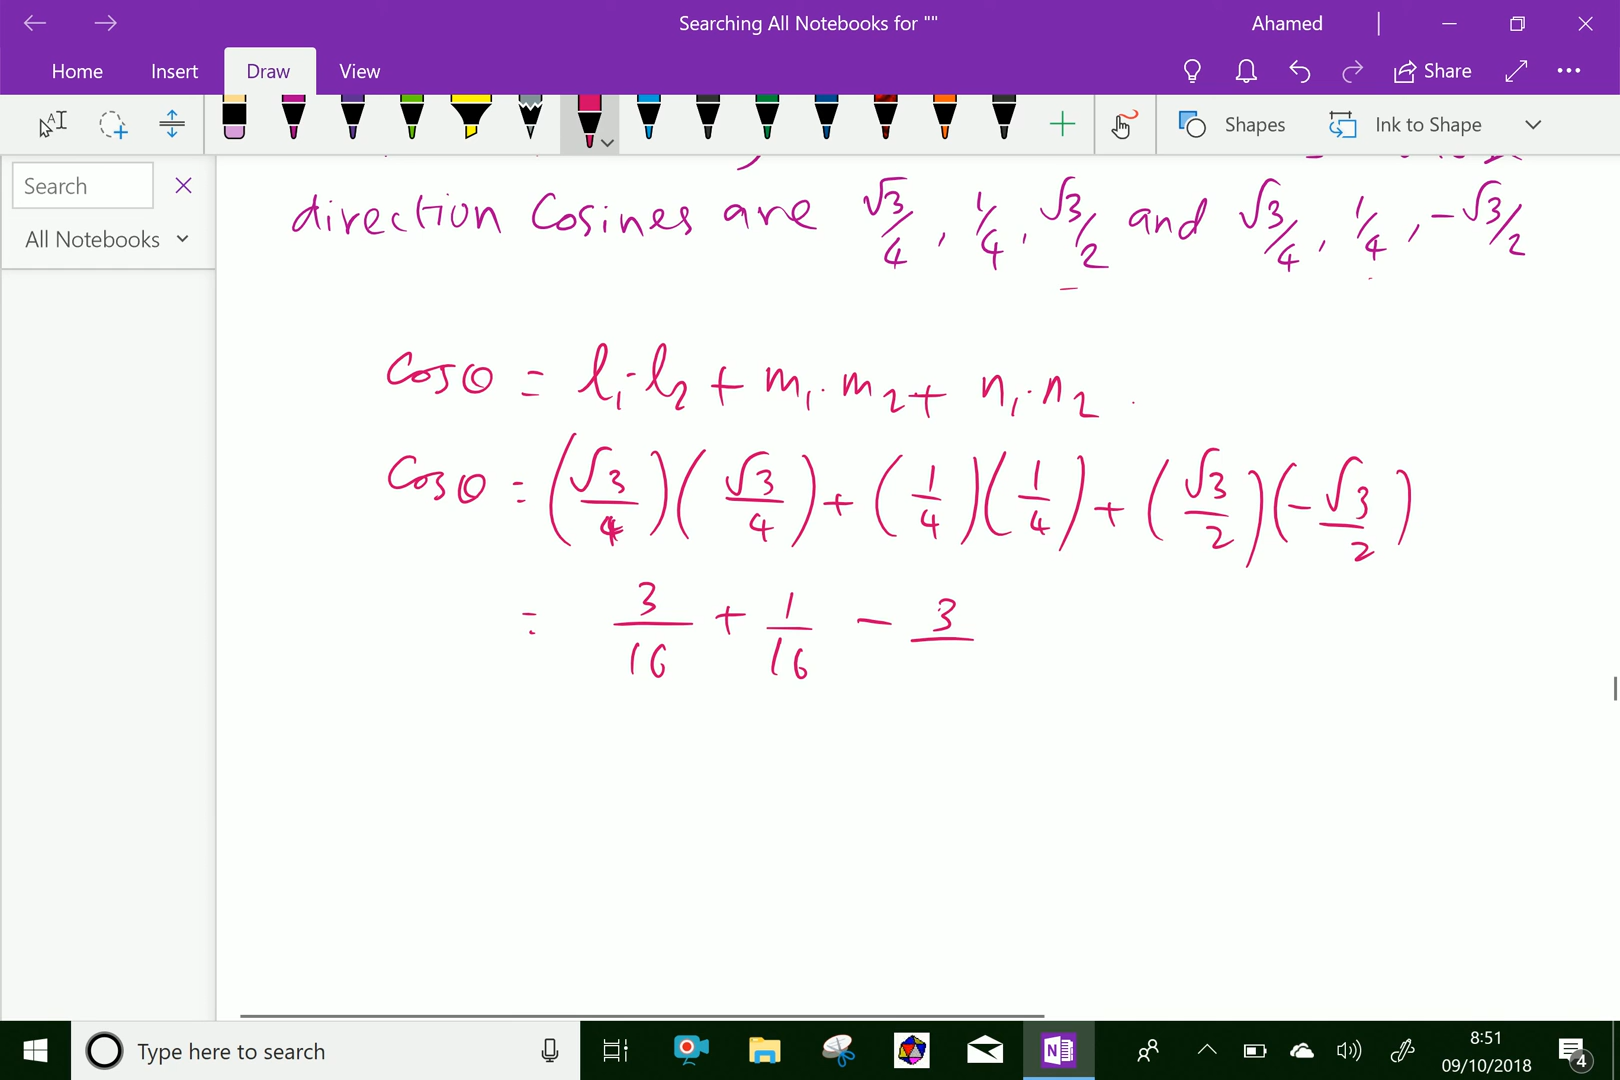 Searching All Notebooks for ""
Ahamed
Home Insert Draw View
Share
Shapes Ink to Shape
Search
All Notebooks
direction Cosines are √3/4, 1/4, √3/2 and √3/4, 1/4, -√3/2
Cosθ = l₁·l₂ + m₁·m₂ + n₁·n₂
Cosθ = (√3/4)(√3/4) + (1/4)(1/4) + (√3/2)(-√3/2)
= 3/16 + 1/16 - 3
Type here to search
8:51
09/10/2018
4